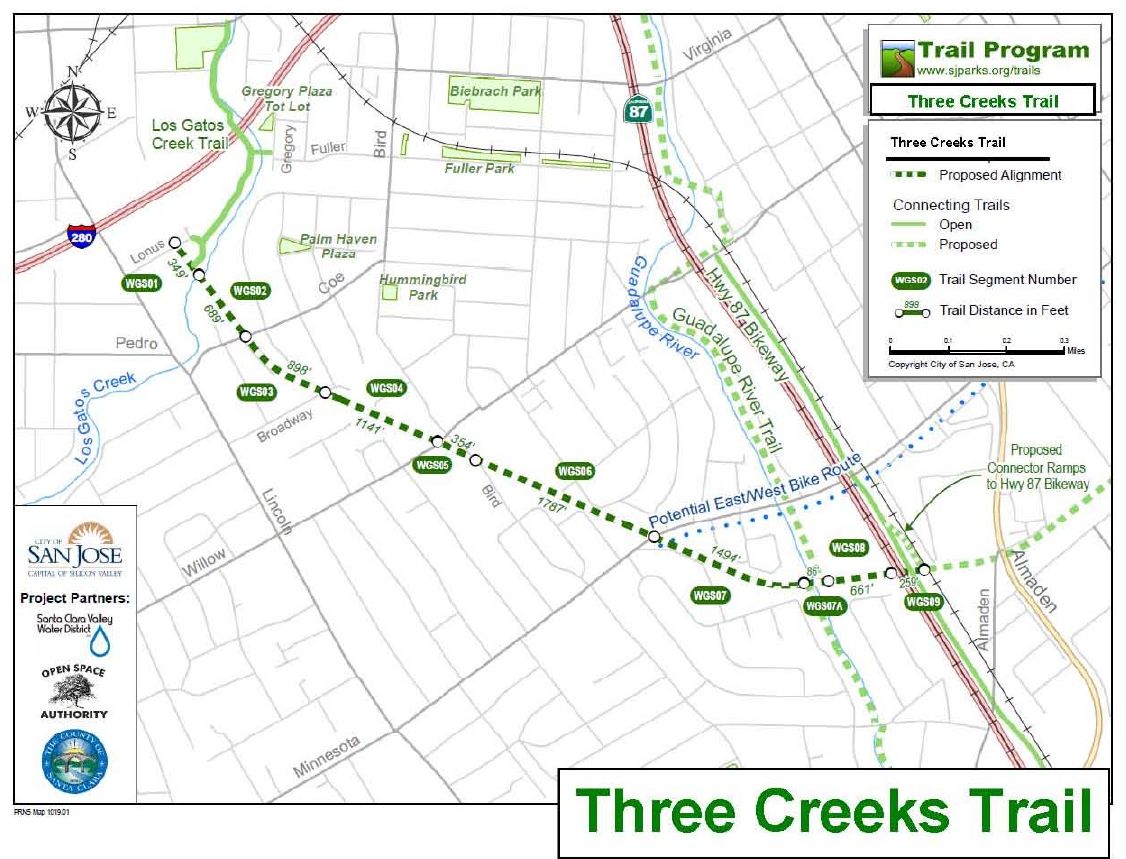 Trail Program
www.sjparks.org/trails
Three Creeks Trail
Three Creeks Trail
Proposed Alignment
Connecting Trails
Open
Proposed
WGS02
Trail Segment Number
899'
Trail Distance in Feet
0 0.1 0.2 0.3
Miles
Copyright City of San Jose, CA
N
W E
S
Virginia
CALIFORNIA
87
Gregory Plaza
Tot Lot
Biebrach Park
Los Gatos
Creek Trail
Gregory
Fuller
Bird
Fuller Park
280
Lonus
Palm Haven
Plaza
349'
WGS01
WGS02
Coe
Hummingbird
Park
Guadalupe River
Hwy 87 Bikeway
Guadalupe River Trail
689'
Pedro
898'
WGS03
WGS04
Los Gatos Creek
Broadway
1141'
354'
WGS05
WGS06
Bird
1787'
Potential East/West Bike Route
Proposed
Connector Ramps
to Hwy 87 Bikeway
Lincoln
Willow
1494'
WGS07
86'
WGS07A
WGS08
661'
259'
WGS09
Almaden
Almaden
Minnesota
CITY OF
SAN JOSE
CAPITAL OF SILICON VALLEY
Project Partners:
Santa Clara Valley
Water District
OPEN SPACE
AUTHORITY
THE COUNTY OF
SANTA CLARA
PRNS Map 1019.01
Three Creeks Trail